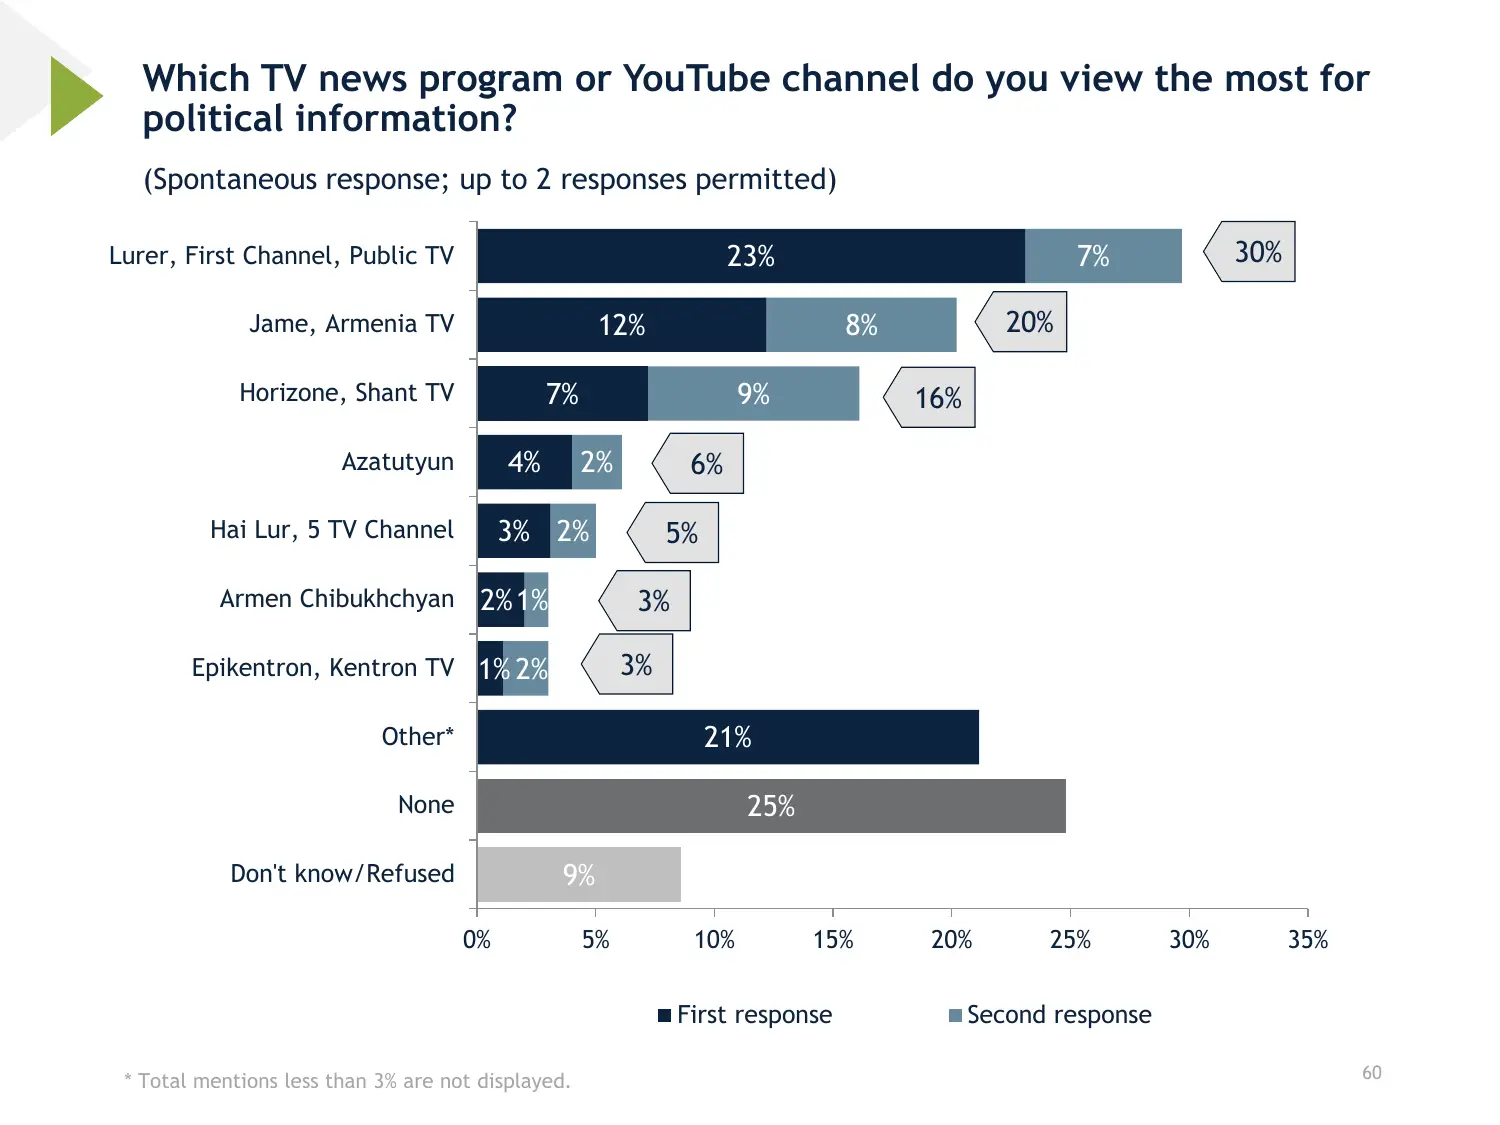 Which TV news program or YouTube channel do you view the most for
political information?
(Spontaneous response; up to 2 responses permitted)
Lurer, First Channel, Public TV 23% 7% 30%
Jame, Armenia TV 12% 8% 20%
Horizone, Shant TV 7% 9% 16%
Azatutyun 4% 2% 6%
Hai Lur, 5 TV Channel 3% 2% 5%
Armen Chibukhchyan 2% 1% 3%
Epikentron, Kentron TV 1% 2% 3%
Other* 21%
None 25%
Don't know/Refused 9%
0% 5% 10% 15% 20% 25% 30% 35%
First response Second response
* Total mentions less than 3% are not displayed.
60